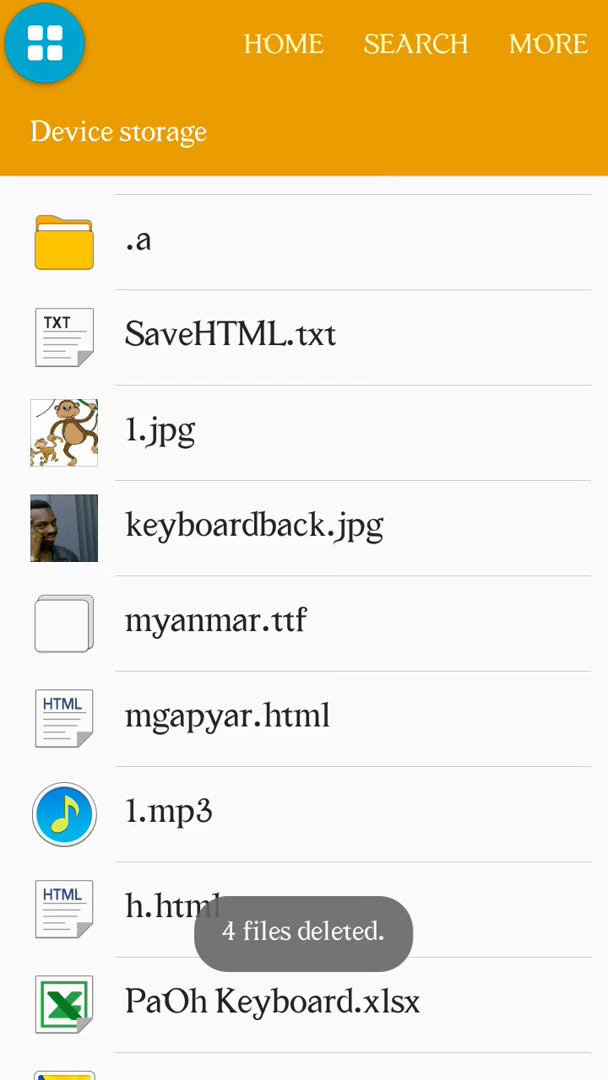 HOME SEARCH MORE
Device storage
.a
TXT
SaveHTML.txt
1.jpg
keyboardback.jpg
myanmar.ttf
HTML
mgapyar.html
1.mp3
HTML
h.html
4 files deleted.
PaOh Keyboard.xlsx